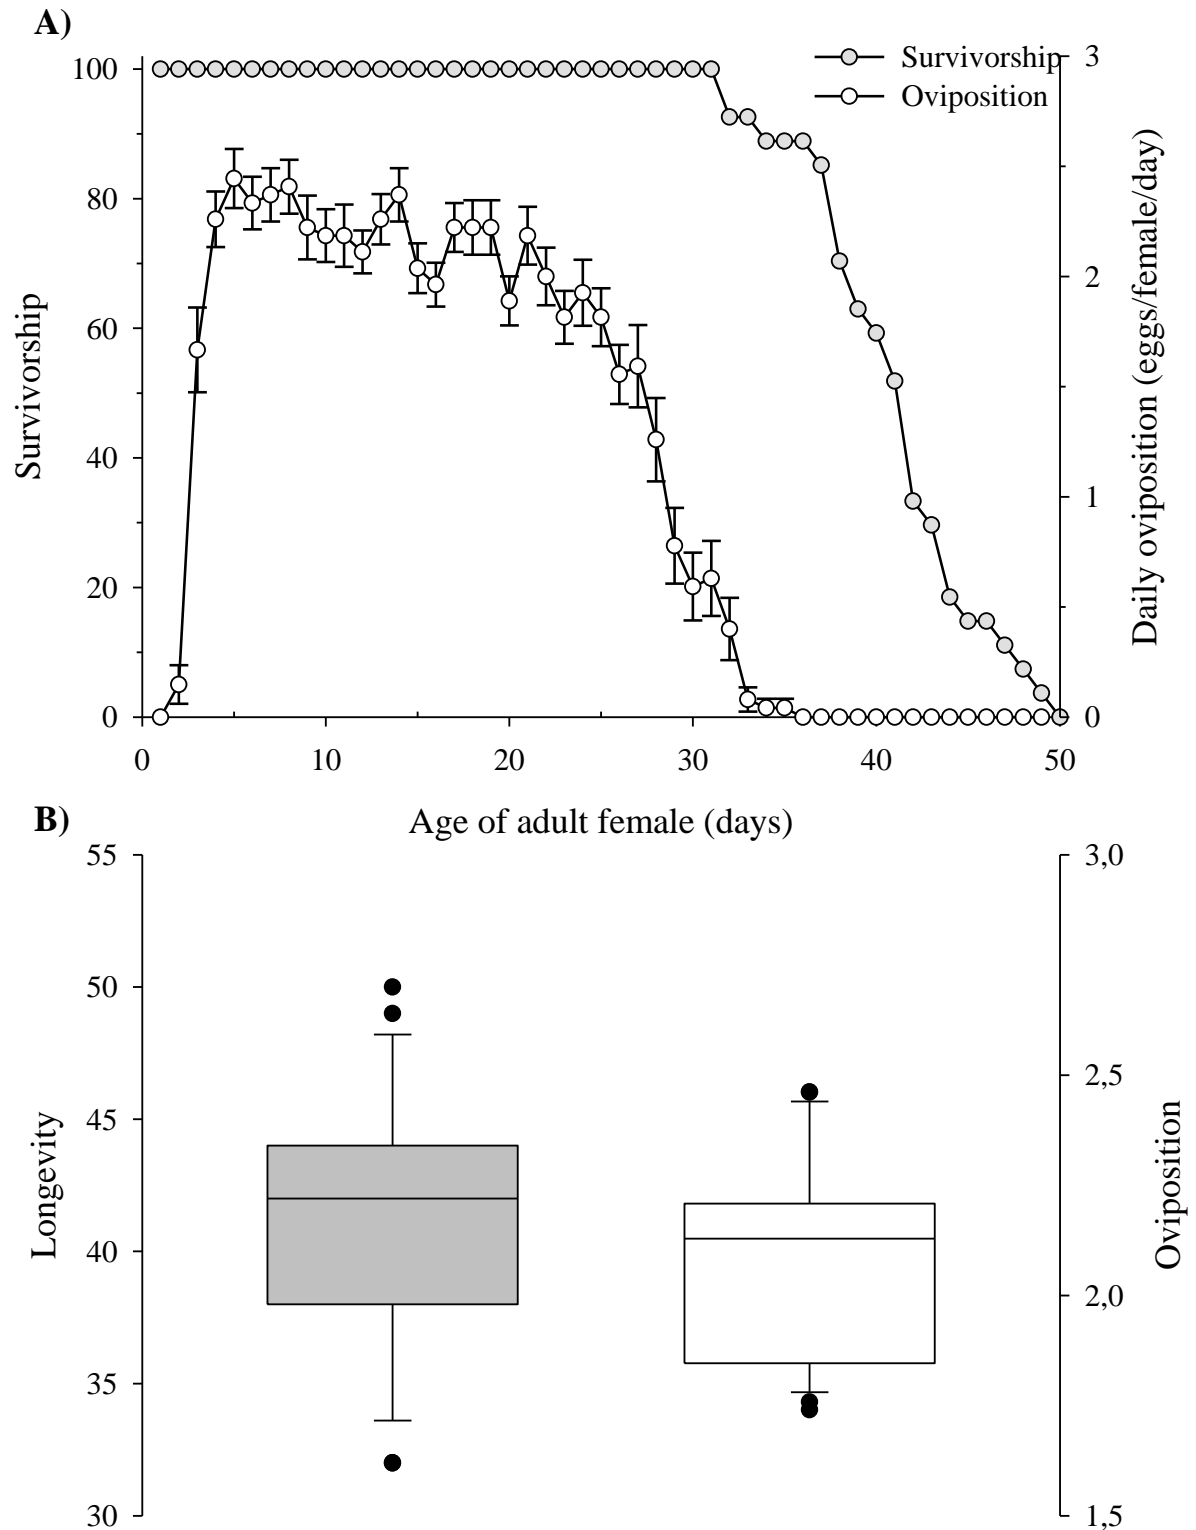 A)
Survivorship
Oviposition
100
80
60
40
20
0
Survivorship
3
2
1
0
Daily oviposition (eggs/female/day)
0 10 20 30 40 50
Age of adult female (days)
B)
55
50
45
40
35
30
Longevity
3,0
2,5
2,0
1,5
Oviposition